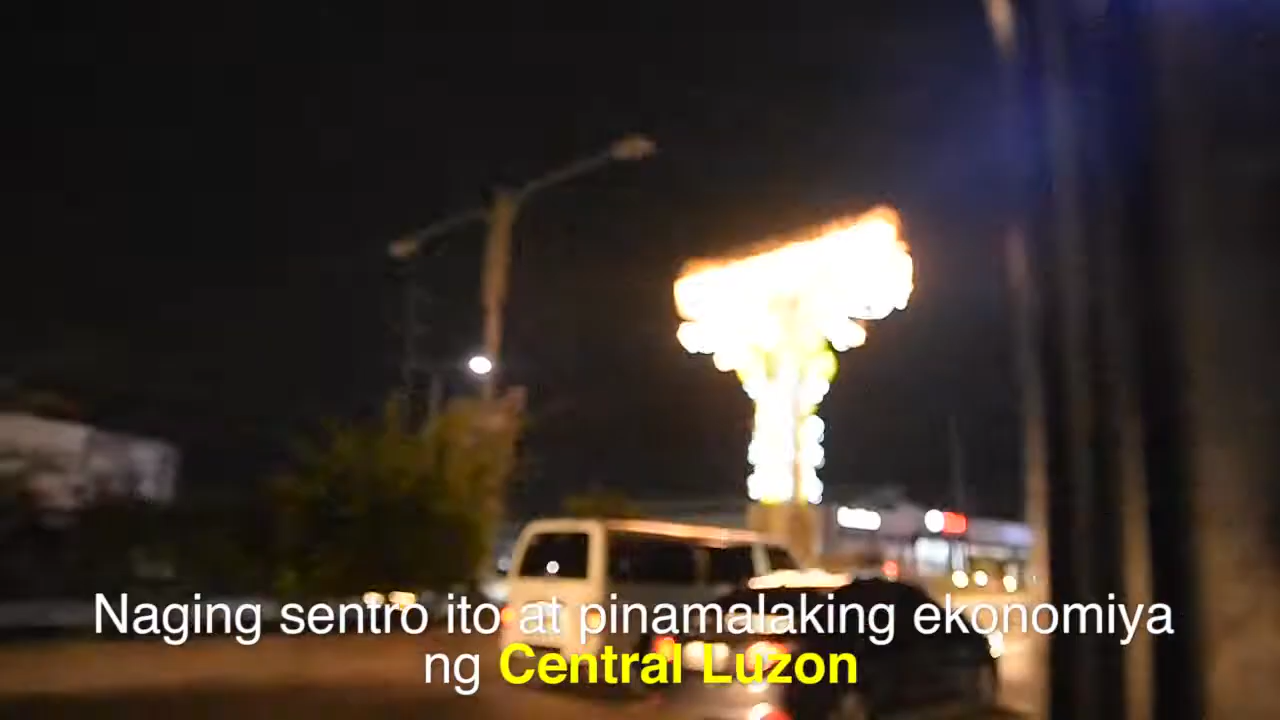 Naging sentro ito at pinamalaking ekonomiya
ng Central Luzon